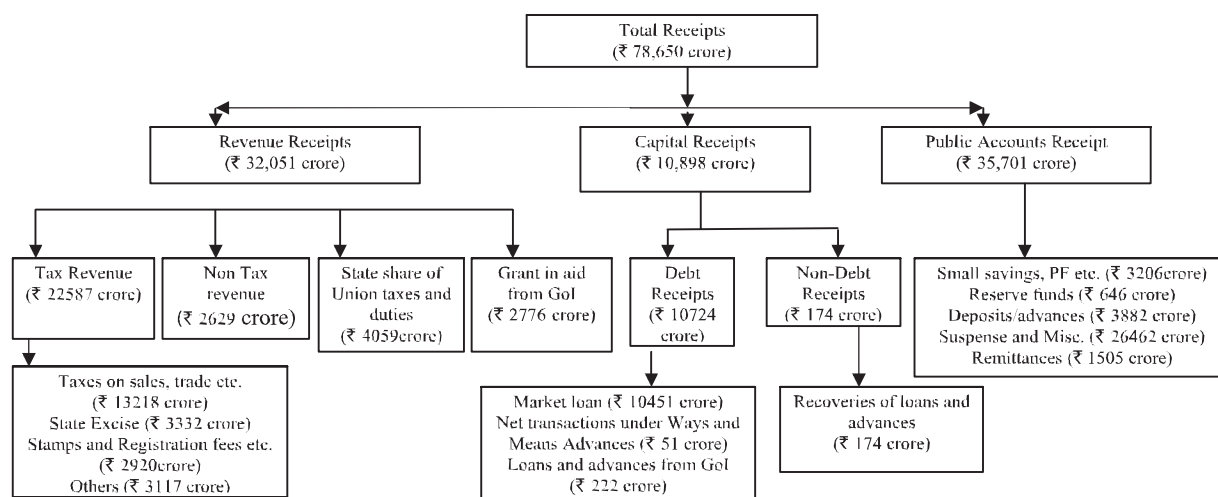 Total Receipts
(₹ 78,650 crore)
Revenue Receipts
(₹ 32,051 crore)
Capital Receipts
(₹ 10,898 crore)
Public Accounts Receipt
(₹ 35,701 crore)
Tax Revenue
(₹ 22587 crore)
Non Tax
revenue
(₹ 2629 crore)
State share of
Union taxes and
duties
(₹ 4059crore)
Grant in aid
from GoI
(₹ 2776 crore)
Debt
Receipts
(₹ 10724
crore)
Non-Debt
Receipts
(₹ 174 crore)
Small savings, PF etc. (₹ 3206crore)
Reserve funds (₹ 646 crore)
Deposits/advances (₹ 3882 crore)
Suspense and Misc. (₹ 26462 crore)
Remittances (₹ 1505 crore)
Taxes on sales, trade etc.
(₹ 13218 crore)
State Excise (₹ 3332 crore)
Stamps and Registration fees etc.
(₹ 2920crore)
Others (₹ 3117 crore)
Market loan (₹ 10451 crore)
Net transactions under Ways and
Means Advances (₹ 51 crore)
Loans and advances from GoI
(₹ 222 crore)
Recoveries of loans and
advances
(₹ 174 crore)